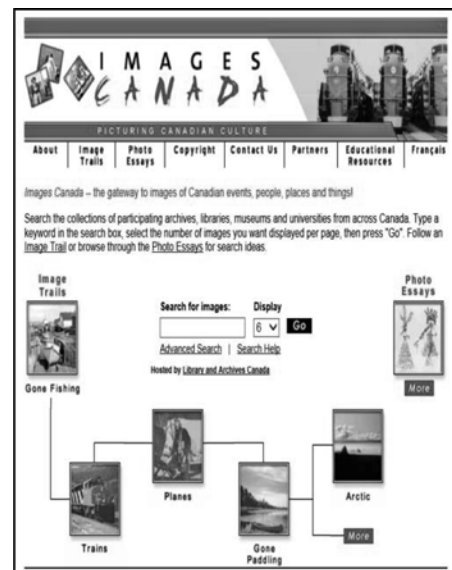 IMAGES
CANADA
PICTURING CANADIAN CULTURE
About Image Trails Photo Essays Copyright Contact Us Partners Educational Resources Français
Images Canada – the gateway to images of Canadian events, people, places and things!
Search the collections of participating archives, libraries, museums and universities from across Canada. Type a
keyword in the search box, select the number of images you want displayed per page, then press "Go". Follow an
Image Trail or browse through the Photo Essays for search ideas.
Image
Trails
Photo
Essays
Search for images: Display
6 Go
Advanced Search | Search Help
Hosted by Library and Archives Canada
Gone Fishing
More
Planes
Arctic
Trains
Gone
Paddling
More